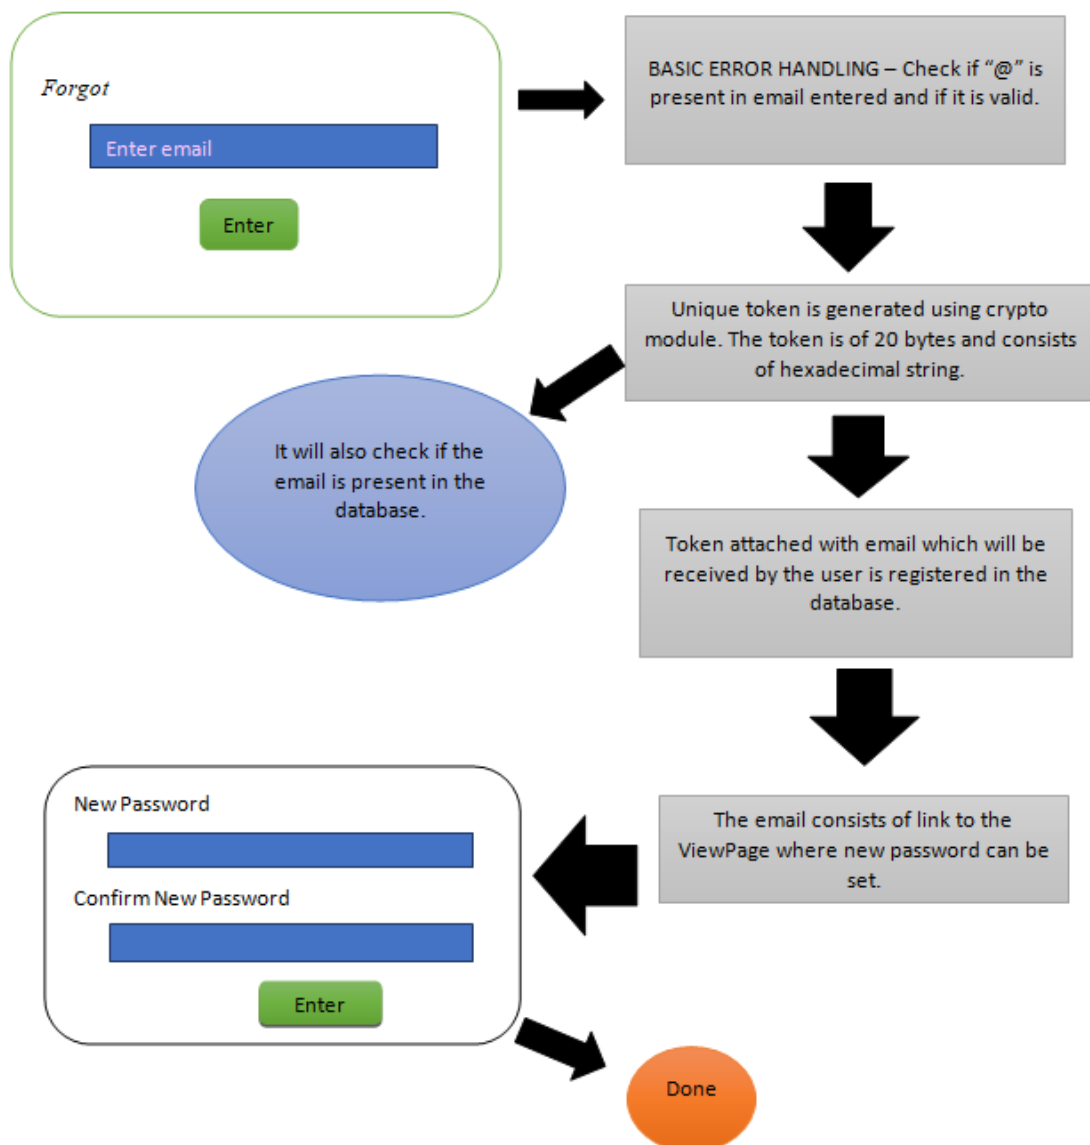 Forgot
Enter email
Enter
BASIC ERROR HANDLING – Check if “@” is
present in email entered and if it is valid.
Unique token is generated using crypto
module. The token is of 20 bytes and consists
of hexadecimal string.
It will also check if the
email is present in the
database.
Token attached with email which will be
received by the user is registered in the
database.
The email consists of link to the
ViewPage where new password can be
set.
New Password
Confirm New Password
Enter
Done